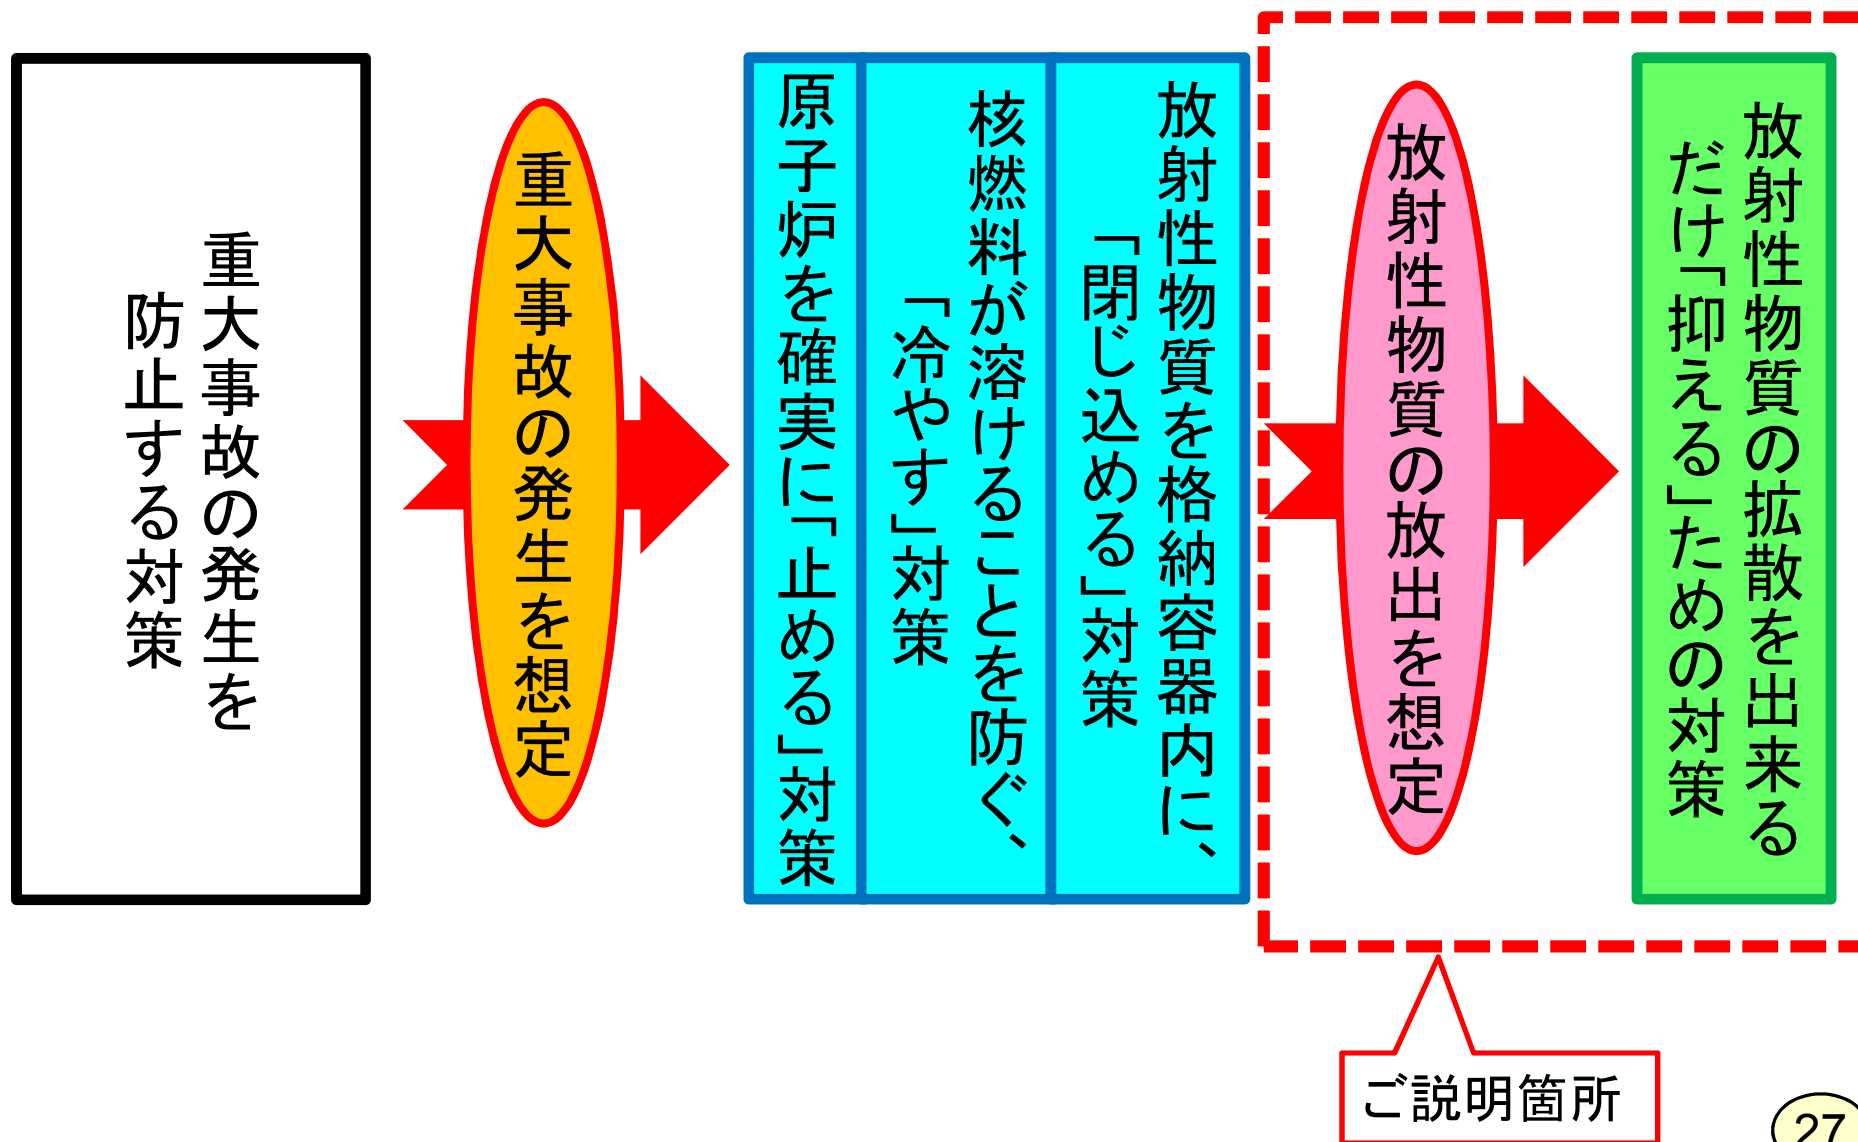 重大事故の発生を
防止する対策
重大事故の発生を想定
原子炉を確実に「止める」対策
核燃料が溶けることを防ぐ、
「冷やす」対策
放射性物質を格納容器内に、
「閉じ込める」対策
放射性物質の放出を想定
放射性物質の拡散を出来る
だけ「抑える」ための対策
ご説明箇所
27